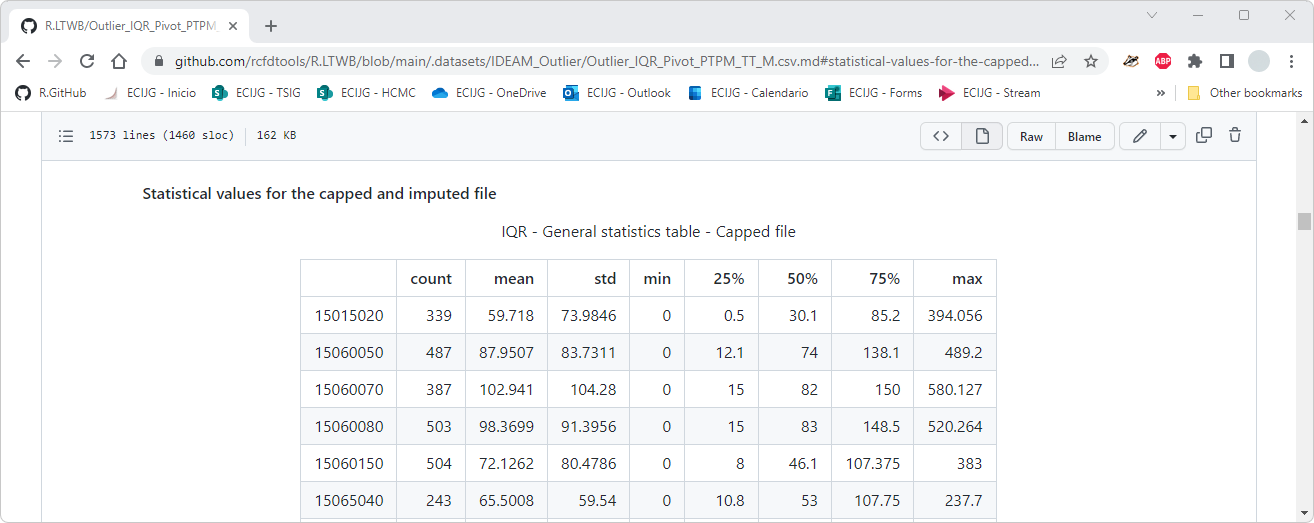 R.LTWB/Outlier_IQR_Pivot_PTPM_
github.com/rcfdtools/R.LTWB/blob/main/.datasets/IDEAM_Outlier/Outlier_IQR_Pivot_PTPM_TT_M.csv.md#statistical-values-for-the-capped... ABP
R.GitHub ECIJG - Inicio ECIJG - TSIG ECIJG - HCMC ECIJG - OneDrive ECIJG - Outlook ECIJG - Calendario ECIJG - Forms ECIJG - Stream » Other bookmarks
1573 lines (1460 sloc) 162 KB <> Raw Blame
Statistical values for the capped and imputed file
IQR - General statistics table - Capped file
count mean std min 25% 50% 75% max
15015020 339 59.718 73.9846 0 0.5 30.1 85.2 394.056
15060050 487 87.9507 83.7311 0 12.1 74 138.1 489.2
15060070 387 102.941 104.28 0 15 82 150 580.127
15060080 503 98.3699 91.3956 0 15 83 148.5 520.264
15060150 504 72.1262 80.4786 0 8 46.1 107.375 383
15065040 243 65.5008 59.54 0 10.8 53 107.75 237.7